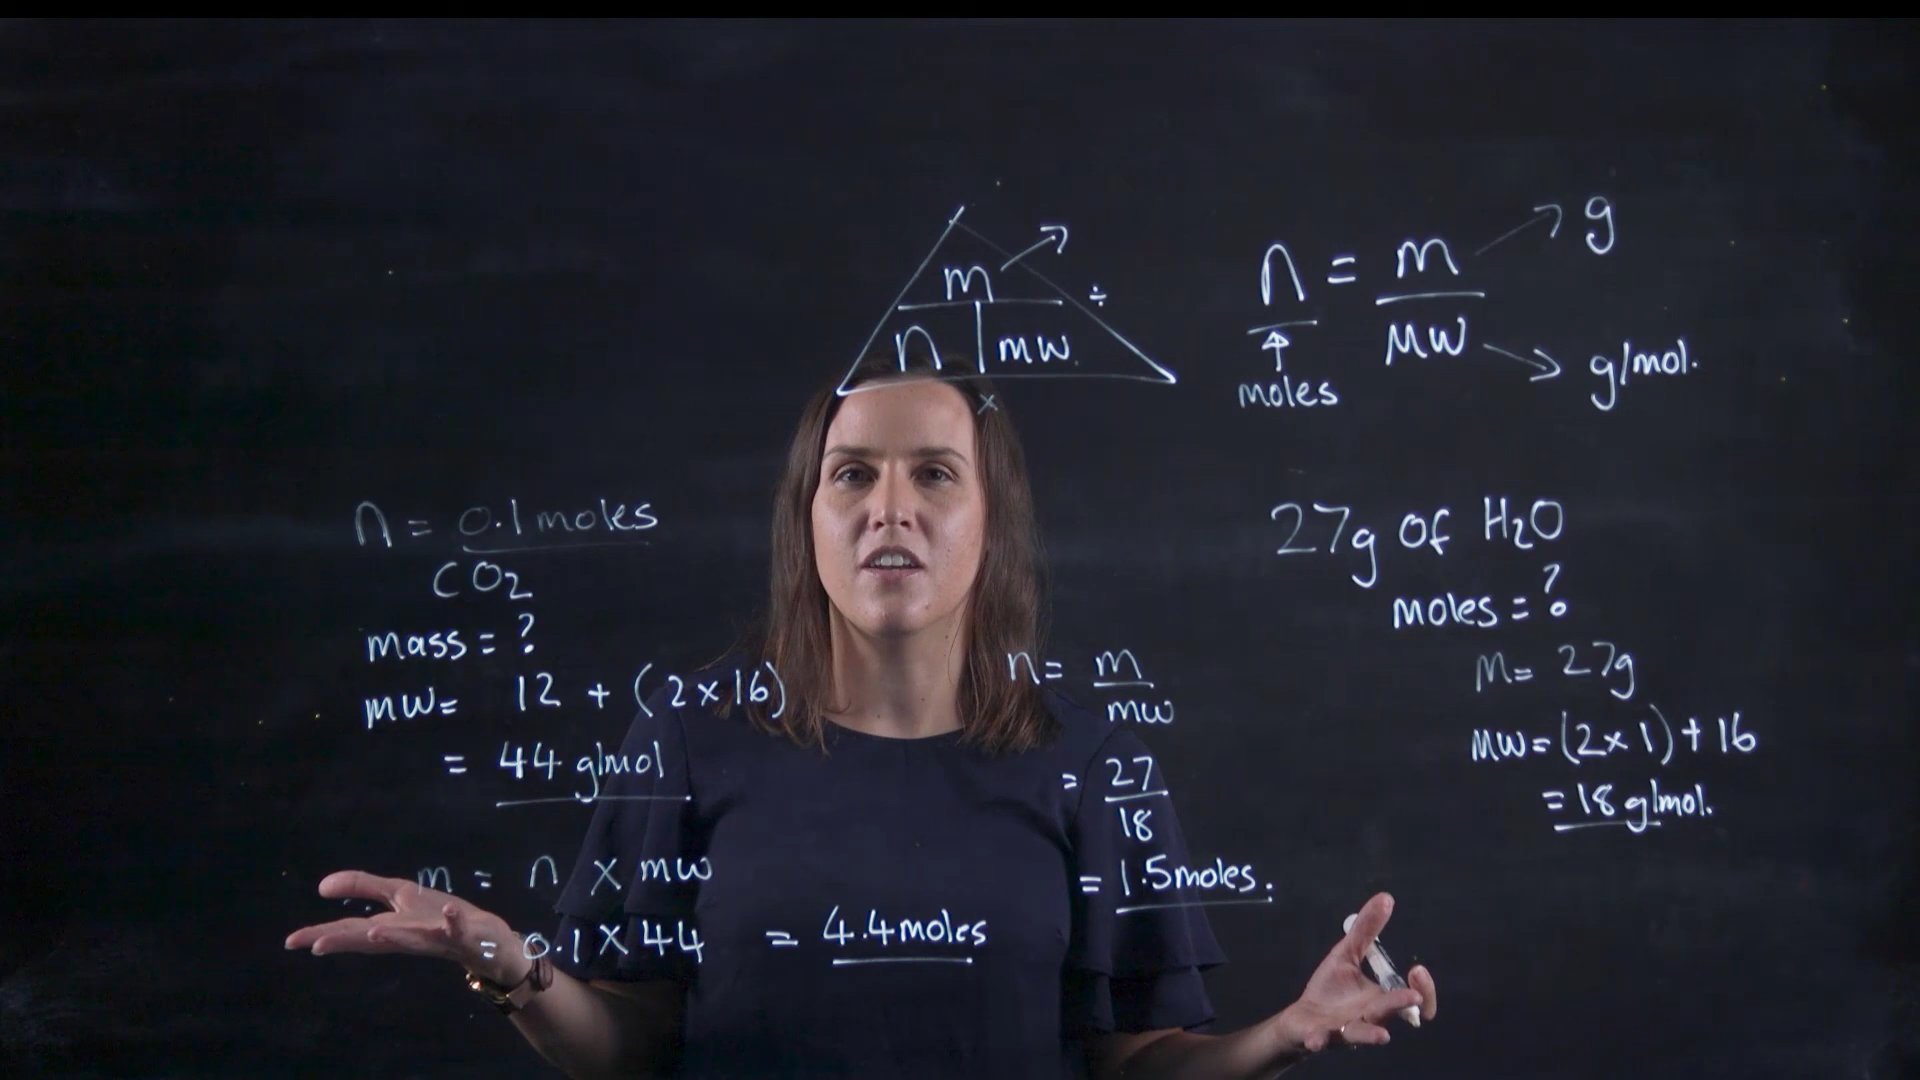 m
÷
n mw.
x
n = m/MW
g
g/mol.
moles
n = 0.1 moles
CO2
mass = ?
mw = 12 + (2 x 16)
= 44 g/mol
m = n x mw
= 0.1 x 44 = 4.4 moles
n = m/mw
= 27/18
= 1.5 moles.
27g of H2O
moles = ?
m = 27g
mw = (2 x 1) + 16
= 18 g/mol.